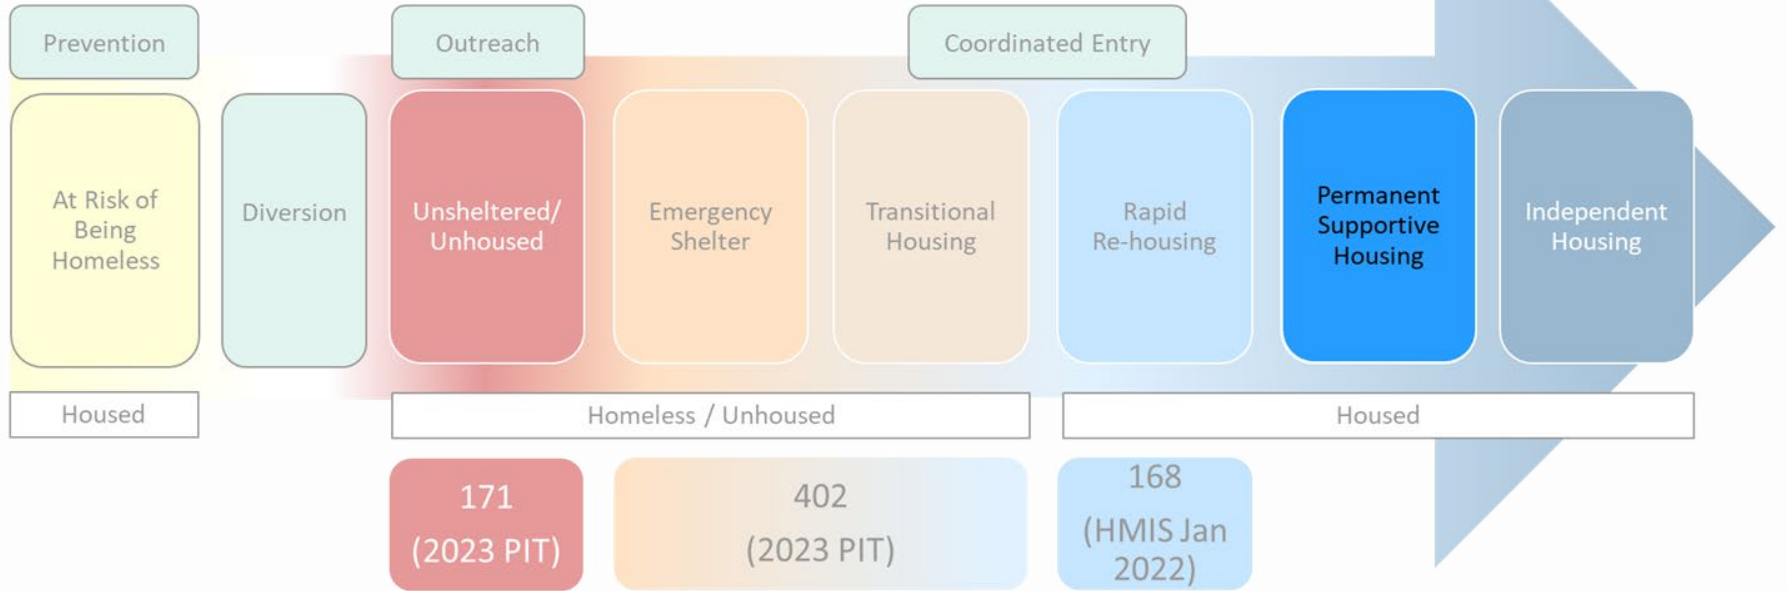 Prevention
Outreach
Coordinated Entry
At Risk of
Being
Homeless
Diversion
Unsheltered/
Unhoused
Emergency
Shelter
Transitional
Housing
Rapid
Re-housing
Permanent
Supportive
Housing
Independent
Housing
Housed
Homeless / Unhoused
Housed
171
(2023 PIT)
402
(2023 PIT)
168
(HMIS Jan
2022)